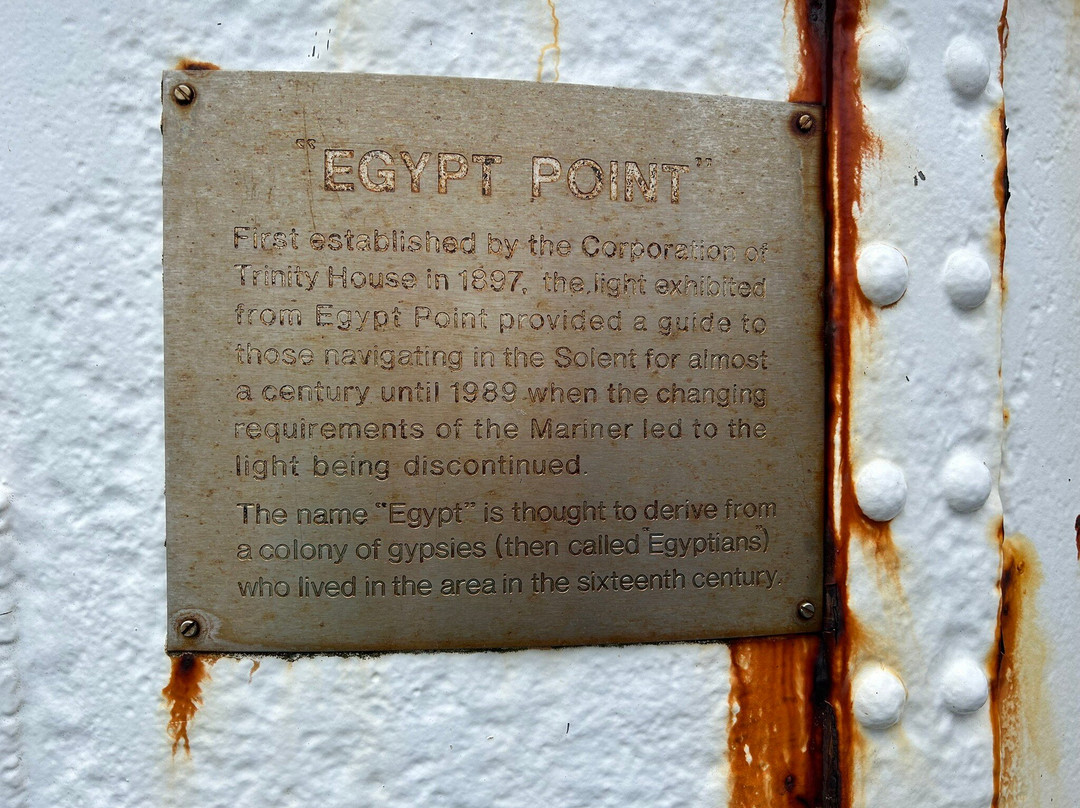 "EGYPT POINT"
First established by the Corporation of
Trinity House in 1897, the light exhibited
from Egypt Point provided a guide to
those navigating in the Solent for almost
a century until 1989 when the changing
requirements of the Mariner led to the
light being discontinued.
The name "Egypt" is thought to derive from
a colony of gypsies (then called "Egyptians")
who lived in the area in the sixteenth century.